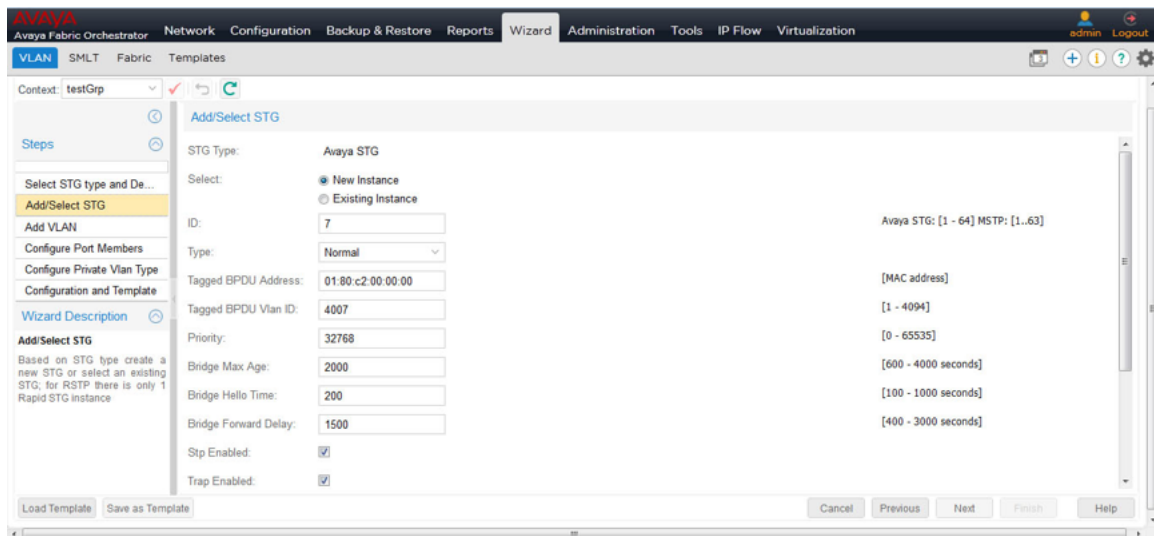 AVAYA
Avaya Fabric Orchestrator Network Configuration Backup & Restore Reports Wizard Administration Tools IP Flow Virtualization admin Logout
VLAN SMLT Fabric Templates
Context: testGrp
Add/Select STG
Steps
STG Type: Avaya STG
Select: New Instance
Select STG type and De...
Existing Instance
Add/Select STG
ID: 7 Avaya STG: [1 - 64] MSTP: [1..63]
Add VLAN
Configure Port Members
Type: Normal
Configure Private Vlan Type
Tagged BPDU Address: 01:80:c2:00:00:00 [MAC address]
Configuration and Template
Tagged BPDU Vlan ID: 4007 [1 - 4094]
Wizard Description
Add/Select STG
Priority: 32768 [0 - 65535]
Based on STG type create a
new STG or select an existing
STG; for RSTP there is only 1
Rapid STG instance
Bridge Max Age: 2000 [600 - 4000 seconds]
Bridge Hello Time: 200 [100 - 1000 seconds]
Bridge Forward Delay: 1500 [400 - 3000 seconds]
Stp Enabled:
Trap Enabled:
Load Template Save as Template Cancel Previous Next Finish Help